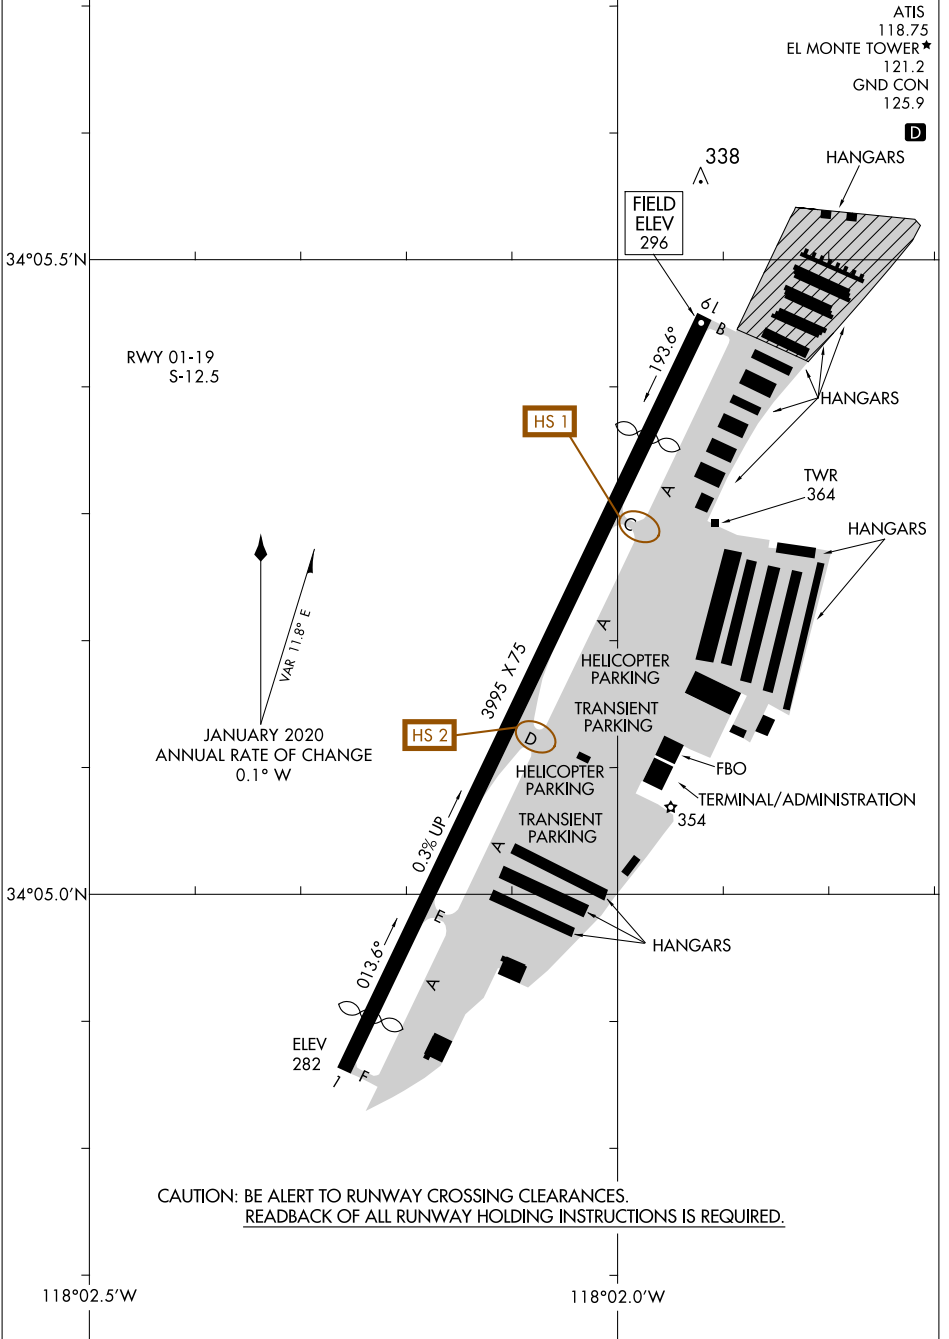 ATIS
118.75
EL MONTE TOWER★
121.2
GND CON
125.9
D
338
HANGARS
FIELD
ELEV
296
34°05.5'N
19
B
RWY 01-19
S-12.5
193.6°
HANGARS
HS 1
TWR
364
A
C
HANGARS
VAR 11.8° E
A
HELICOPTER
PARKING
3995 X 75
TRANSIENT
PARKING
HS 2
D
JANUARY 2020
ANNUAL RATE OF CHANGE
0.1° W
FBO
HELICOPTER
PARKING
TERMINAL/ADMINISTRATION
354
TRANSIENT
PARKING
0.3% UP
A
34°05.0'N
E
HANGARS
013.6°
A
ELEV
282
1
F
CAUTION: BE ALERT TO RUNWAY CROSSING CLEARANCES.
READBACK OF ALL RUNWAY HOLDING INSTRUCTIONS IS REQUIRED.
118°02.5'W
118°02.0'W